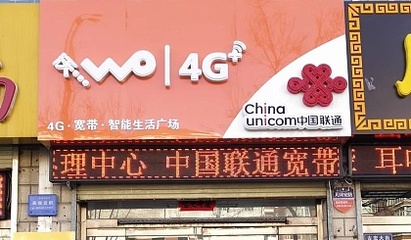 沃...WO 4G+
China
unicom中国联通
4G·宽带·智能生活广场
理中心 中国联通宽带